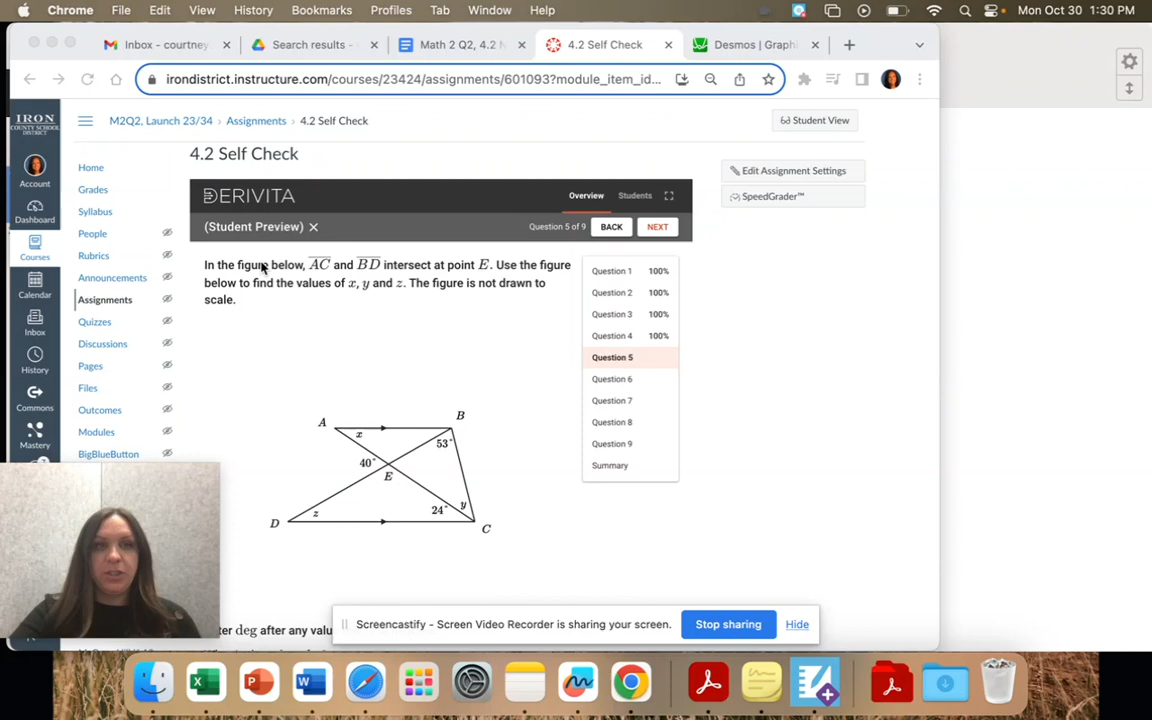 Chrome File Edit View History Bookmarks Profiles Tab Window Help Mon Oct 30 1:30 PM
Inbox - courtney. Search results - Math 2 Q2, 4.2 N 4.2 Self Check Desmos | Graph
irondistrict.instructure.com/courses/23424/assignments/601093?module_item_id...
IRON
COUNTY SCHOOL
DISTRICT
Account
Dashboard
Courses
Calendar
Inbox
History
Commons
Mastery
M2Q2, Launch 23/34 › Assignments › 4.2 Self Check
Student View
Home
Grades
Syllabus
People
Rubrics
Announcements
Assignments
Quizzes
Discussions
Pages
Files
Outcomes
Modules
BigBlueButton
4.2 Self Check
Edit Assignment Settings
SpeedGrader™
DERIVITA
Overview Students
(Student Preview) ×
Question 5 of 9 BACK NEXT
In the figure below, AC and BD intersect at point E. Use the figure
below to find the values of x, y and z. The figure is not drawn to
scale.
Question 1 100%
Question 2 100%
Question 3 100%
Question 4 100%
Question 5
Question 6
Question 7
Question 8
Question 9
Summary
A
B
x
53°
40°
E
z
24°
y
D
C
ter deg after any valu
Screencastify - Screen Video Recorder is sharing your screen. Stop sharing Hide